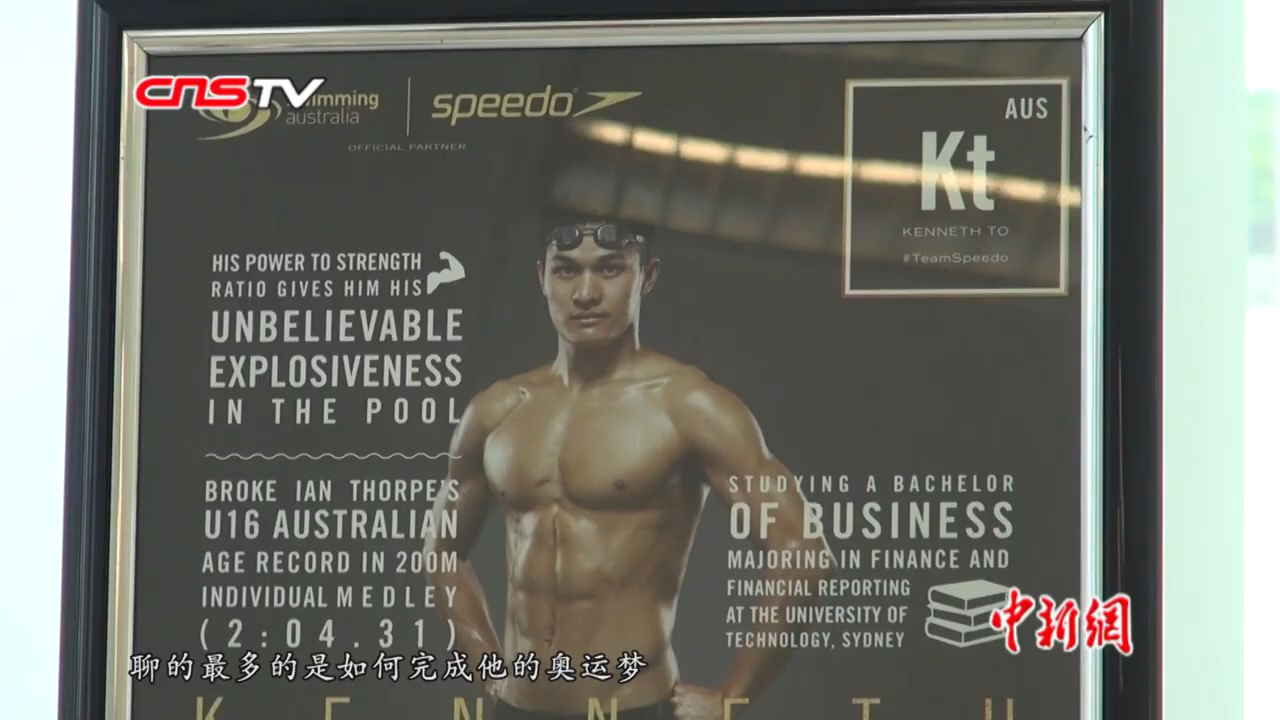 CNSTV
swimming
australia
speedo
OFFICIAL PARTNER
AUS
Kt
KENNETH TO
#TeamSpeedo
HIS POWER TO STRENGTH
RATIO GIVES HIM HIS
UNBELIEVABLE
EXPLOSIVENESS
IN THE POOL
BROKE IAN THORPE'S
U16 AUSTRALIAN
AGE RECORD IN 200M
INDIVIDUAL MEDLEY
(2:04.31)
STUDYING A BACHELOR
OF BUSINESS
MAJORING IN FINANCE AND
FINANCIAL REPORTING
AT THE UNIVERSITY OF
TECHNOLOGY, SYDNEY
中新網
聊的最多的是如何完成他的奥运梦
KENNETH